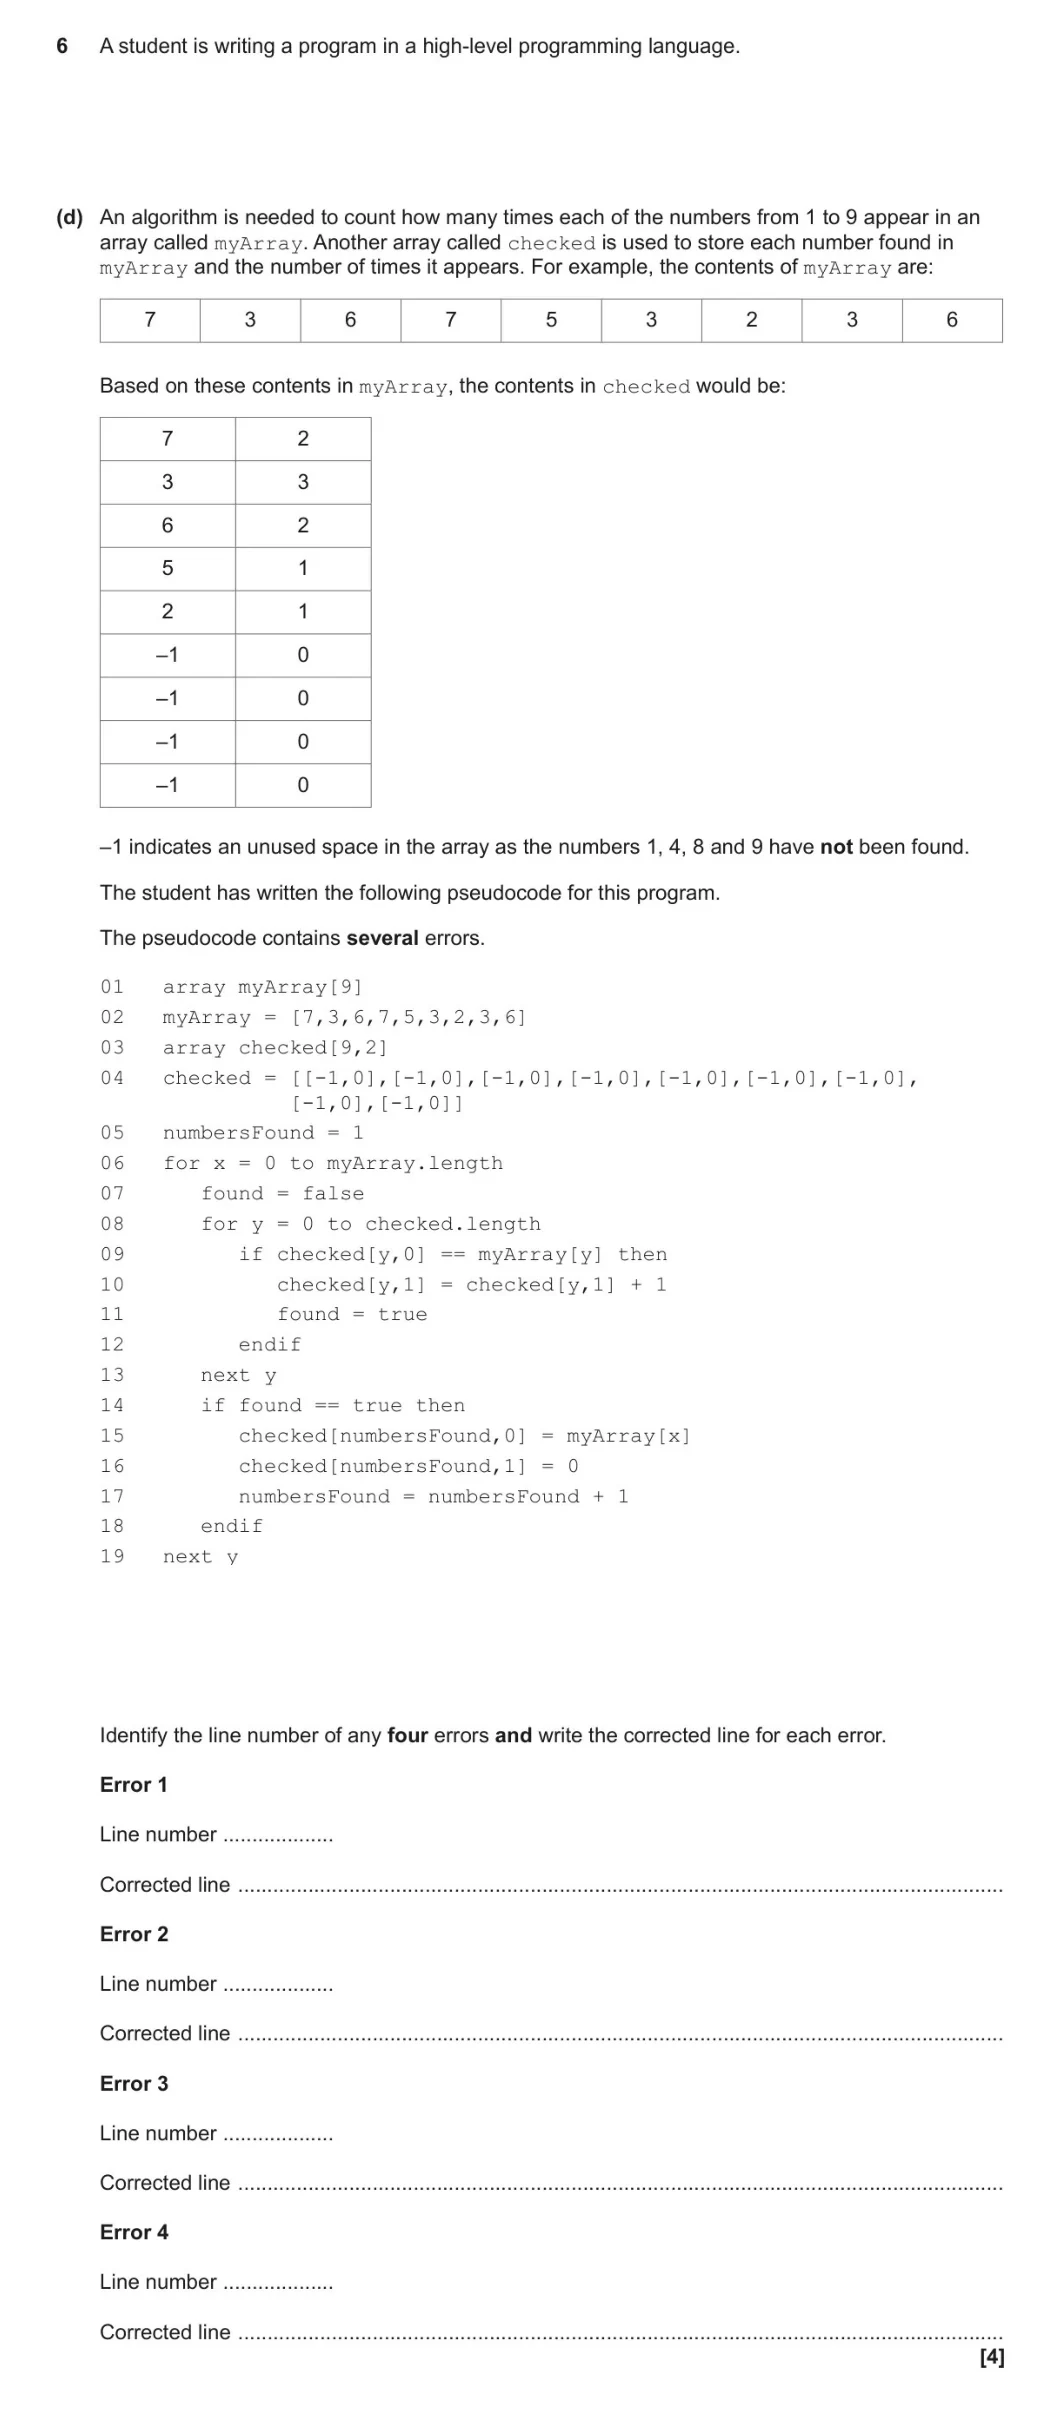 6 A student is writing a program in a high-level programming language.
(d) An algorithm is needed to count how many times each of the numbers from 1 to 9 appear in an
array called myArray. Another array called checked is used to store each number found in
myArray and the number of times it appears. For example, the contents of myArray are:
7 3 6 7 5 3 2 3 6
Based on these contents in myArray, the contents in checked would be:
7 2
3 3
6 2
5 1
2 1
–1 0
–1 0
–1 0
–1 0
–1 indicates an unused space in the array as the numbers 1, 4, 8 and 9 have not been found.
The student has written the following pseudocode for this program.
The pseudocode contains several errors.
01 array myArray[9]
02 myArray = [7,3,6,7,5,3,2,3,6]
03 array checked[9,2]
04 checked = [[-1,0],[-1,0],[-1,0],[-1,0],[-1,0],[-1,0],[-1,0],
[-1,0],[-1,0]]
05 numbersFound = 1
06 for x = 0 to myArray.length
07 found = false
08 for y = 0 to checked.length
09 if checked[y,0] == myArray[y] then
10 checked[y,1] = checked[y,1] + 1
11 found = true
12 endif
13 next y
14 if found == true then
15 checked[numbersFound,0] = myArray[x]
16 checked[numbersFound,1] = 0
17 numbersFound = numbersFound + 1
18 endif
19 next y
Identify the line number of any four errors and write the corrected line for each error.
Error 1
Line number ...................
Corrected line ................................................................................................................................
Error 2
Line number ...................
Corrected line ................................................................................................................................
Error 3
Line number ...................
Corrected line ................................................................................................................................
Error 4
Line number ...................
Corrected line ................................................................................................................................
[4]